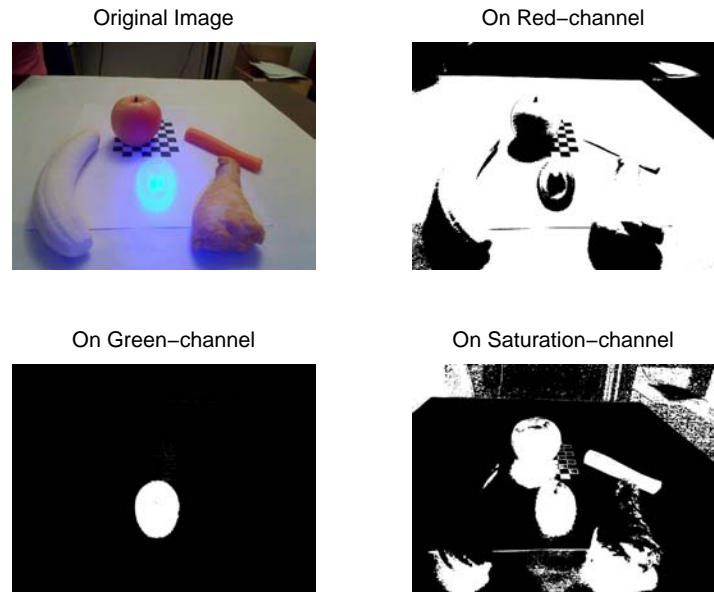 Original Image
On Red−channel
On Green−channel
On Saturation−channel